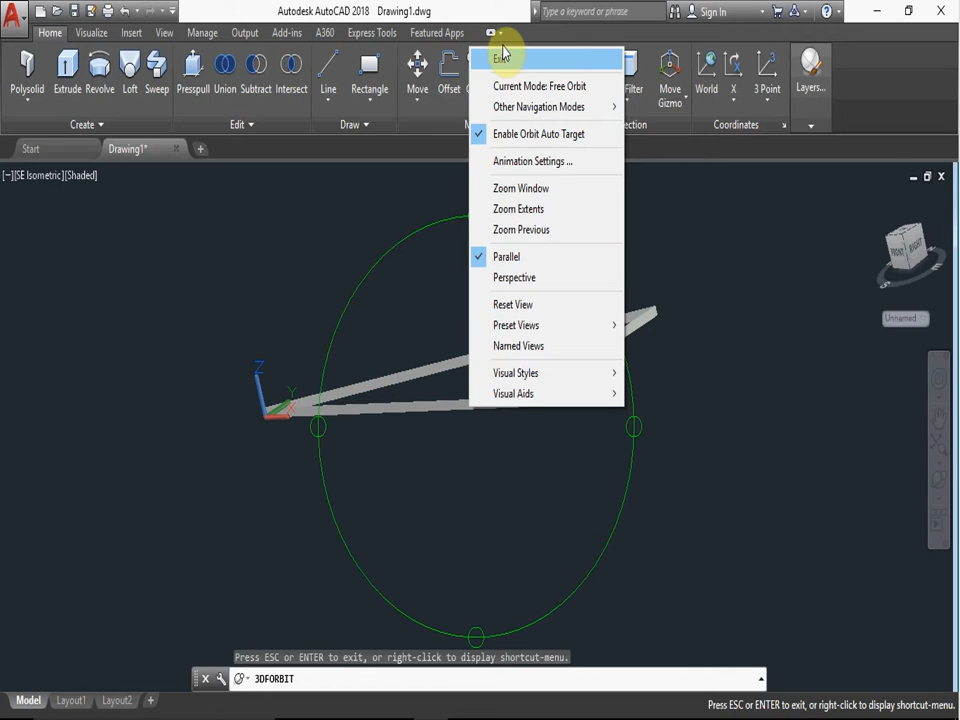 Autodesk AutoCAD 2018 Drawing1.dwg
Type a keyword or phrase
Sign In
Home Visualize Insert View Manage Output Add-ins A360 Express Tools Featured Apps
Polysolid Extrude Revolve Loft Sweep Presspull Union Subtract Intersect Line Rectangle Move Offset Filter Move Gizmo World X 3 Point Layers...
Create Edit Draw Coordinates
Start Drawing1*
[−][SE Isometric][Shaded]
Current Mode: Free Orbit
Other Navigation Modes
Enable Orbit Auto Target
Animation Settings ...
Zoom Window
Zoom Extents
Zoom Previous
Parallel
Perspective
Reset View
Preset Views
Named Views
Visual Styles
Visual Aids
FRONT RIGHT
Unnamed
Z
Y
X
Press ESC or ENTER to exit, or right-click to display shortcut-menu.
3DFORBIT
Model Layout1 Layout2
Press ESC or ENTER to exit, or right-click to display shortcut-menu.